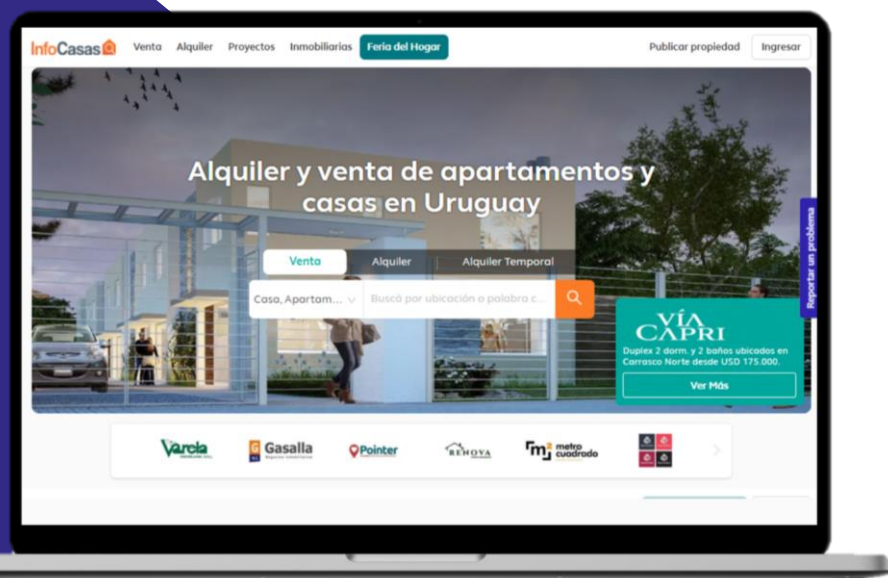 InfoCasas
Venta
Alquiler
Proyectos
Inmobiliarias
Feria del Hogar
Publicar propiedad
Ingresar
Alquiler y venta de apartamentos y
casas en Uruguay
Venta
Alquiler
Alquiler Temporal
Casa, Apartam...
Buscá por ubicación o palabra c...
Reportar un problema
VÍA
CAPRI
Duplex 2 dorm. y 2 baños ubicados en
Carrasco Norte desde USD 175.000.
Ver Más
Varela
Gasalla
Pointer
RENOVA
m2 metro
cuadrado